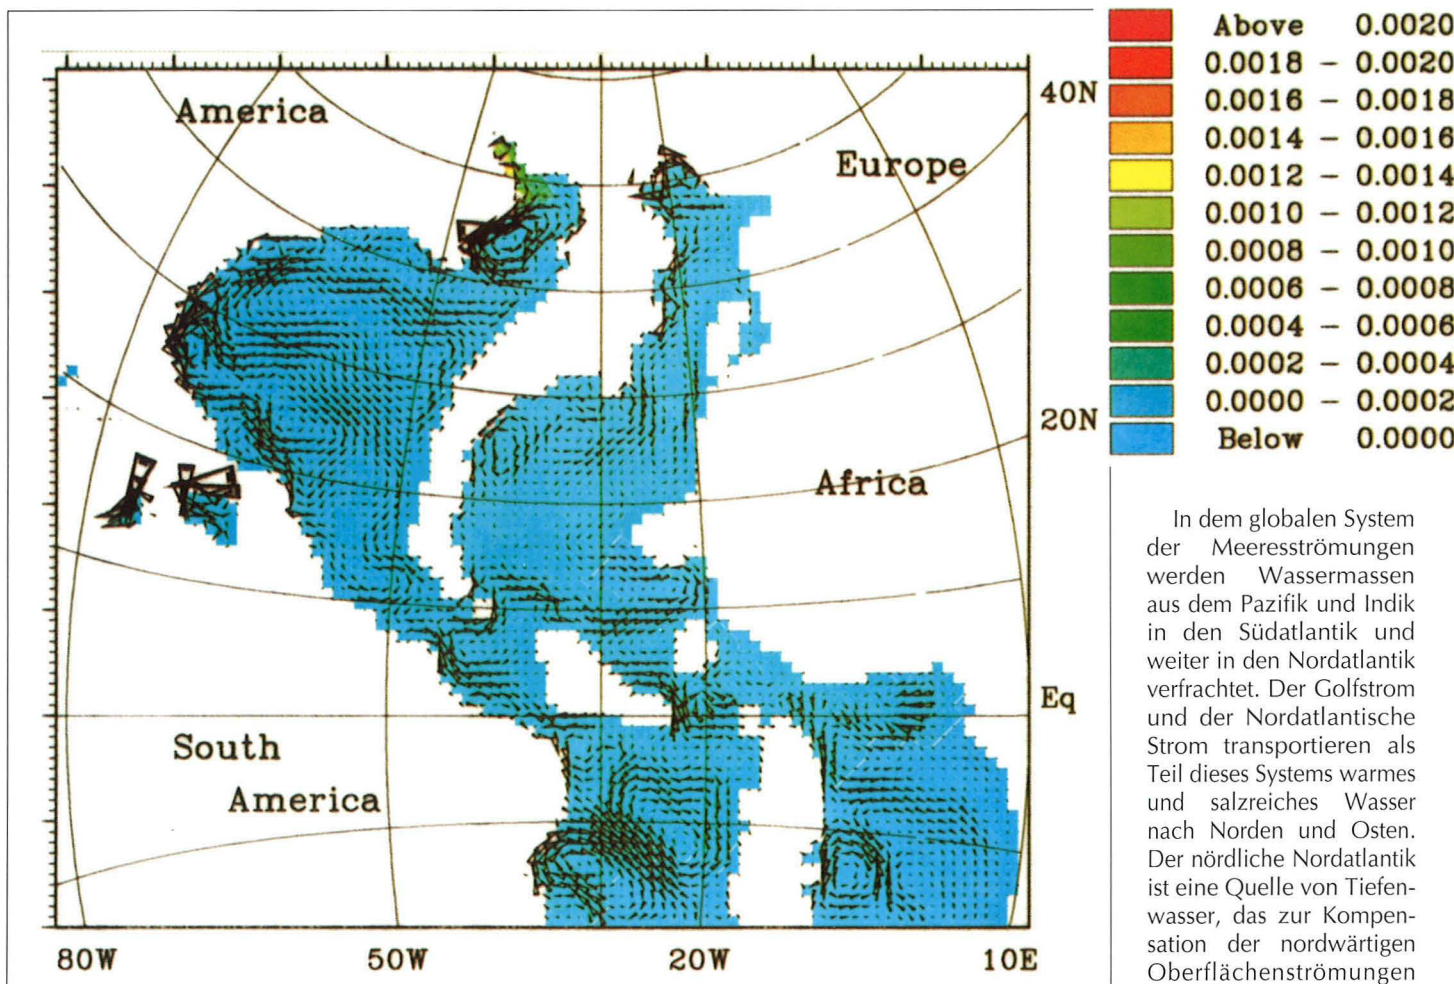 America
Europe
Africa
South
America
40N
20N
Eq
80W
50W
20W
10E
Above 0.0020
0.0018 - 0.0020
0.0016 - 0.0018
0.0014 - 0.0016
0.0012 - 0.0014
0.0010 - 0.0012
0.0008 - 0.0010
0.0006 - 0.0008
0.0004 - 0.0006
0.0002 - 0.0004
0.0000 - 0.0002
Below 0.0000
In dem globalen System
der Meeresströmungen
werden Wassermassen
aus dem Pazifik und Indik
in den Südatlantik und
weiter in den Nordatlantik
verfrachtet. Der Golfstrom
und der Nordatlantische
Strom transportieren als
Teil dieses Systems warmes
und salzreiches Wasser
nach Norden und Osten.
Der nördliche Nordatlantik
ist eine Quelle von Tiefen-
wasser, das zur Kompen-
sation der nordwärtigen
Oberflächenströmungen